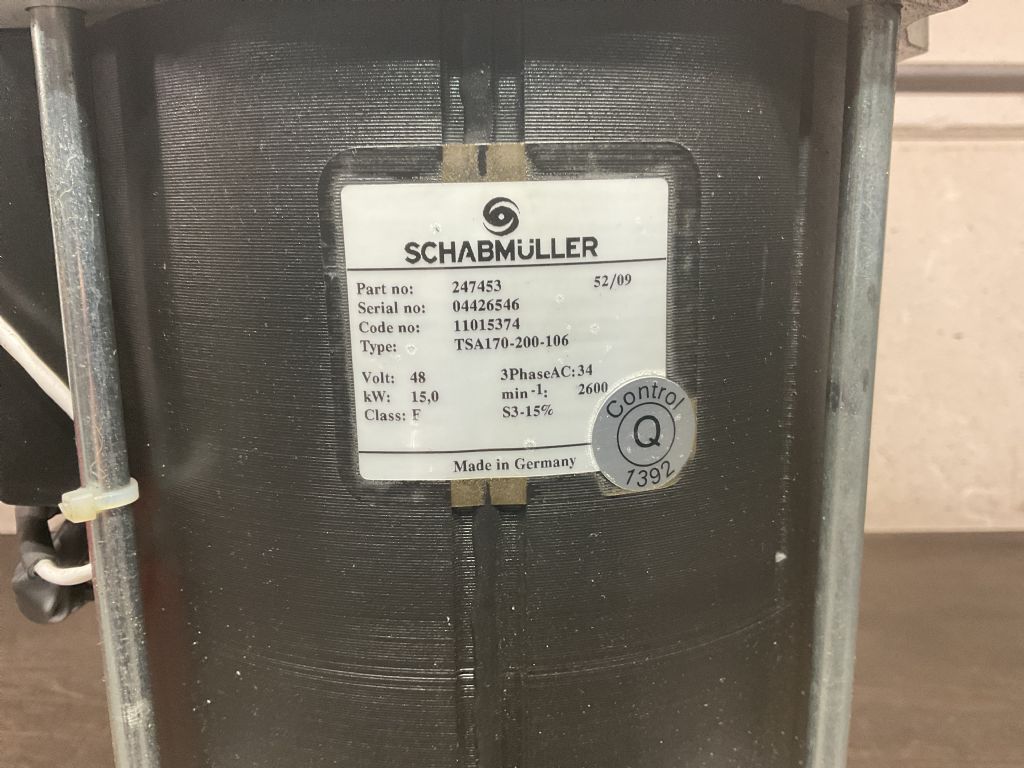 SCHABMÜLLER
Part no: 247453 52/09
Serial no: 04426546
Code no: 11015374
Type: TSA170-200-106
Volt: 48 3PhaseAC: 34
kW: 15,0 min -1: 2600
Class: F S3-15%
Made in Germany
Control
Q
1392